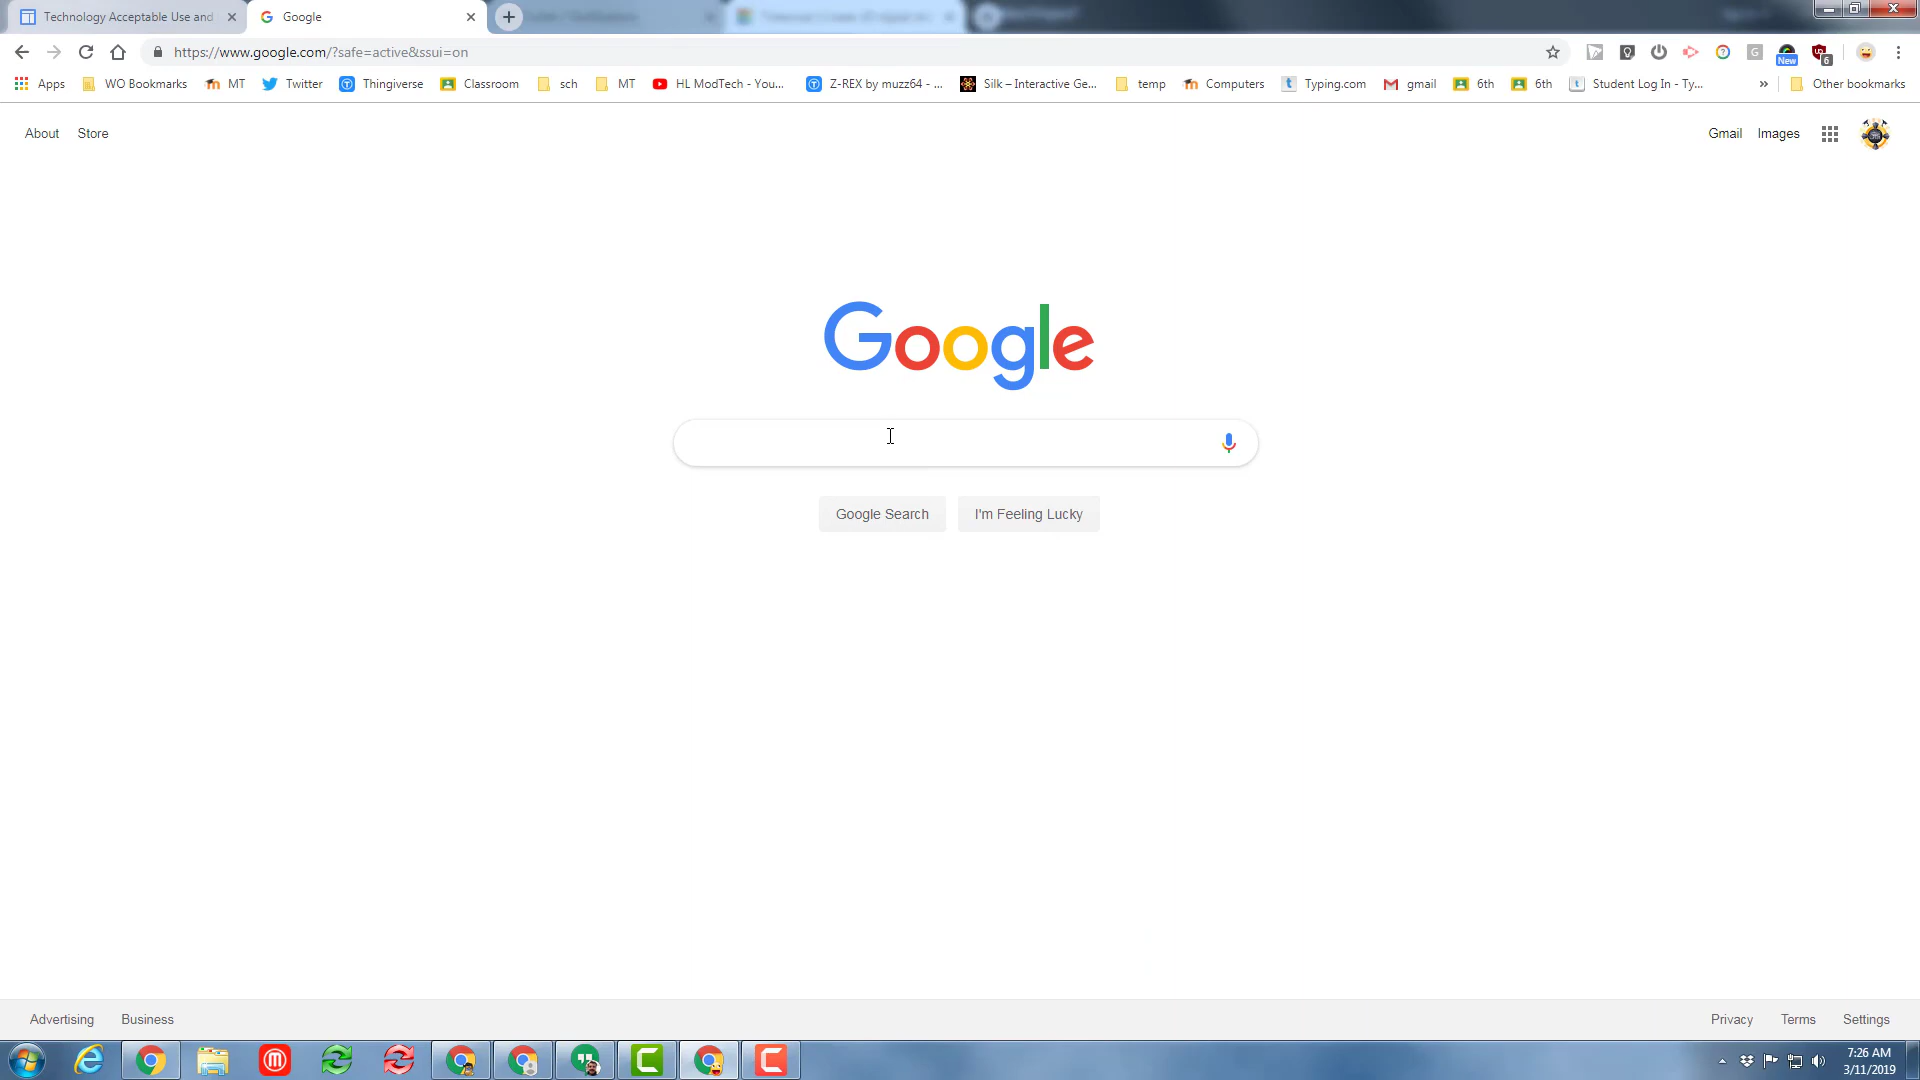 Technology Acceptable Use and
Google
https://www.google.com/?safe=active&ssui=on
New
6
Apps
WO Bookmarks
MT
Twitter
Thingiverse
Classroom
sch
MT
HL ModTech - You...
Z-REX by muzz64 - ...
Silk – Interactive Ge...
temp
Computers
Typing.com
gmail
6th
6th
Student Log In - Ty...
»
Other bookmarks
About
Store
Gmail
Images
Google
Google Search
I'm Feeling Lucky
Advertising
Business
Privacy
Terms
Settings
7:26 AM
3/11/2019